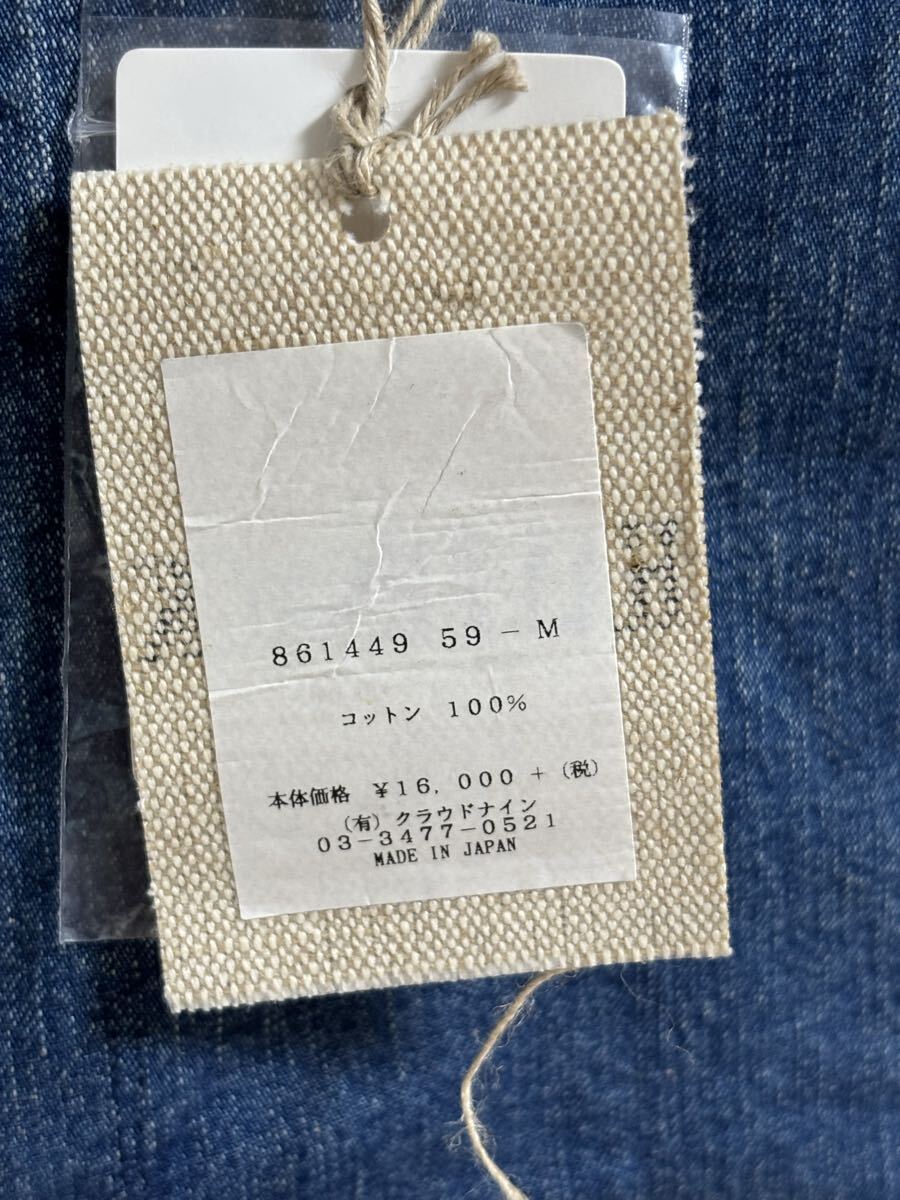 861449 59－M
コットン 100％
本体価格 ￥16，000 ＋（税）
（有）クラウドナイン
03－3477－0521
MADE IN JAPAN